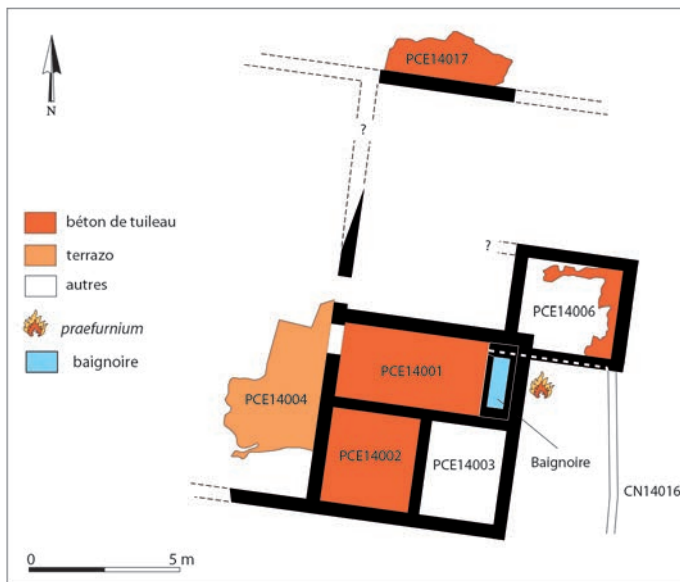 PCE14017
N
?
béton de tuileau
terrazo
autres
praefurnium
baignoire
?
PCE14006
PCE14001
PCE14004
PCE14002
PCE14003
Baignoire
CN14016
0 5 m